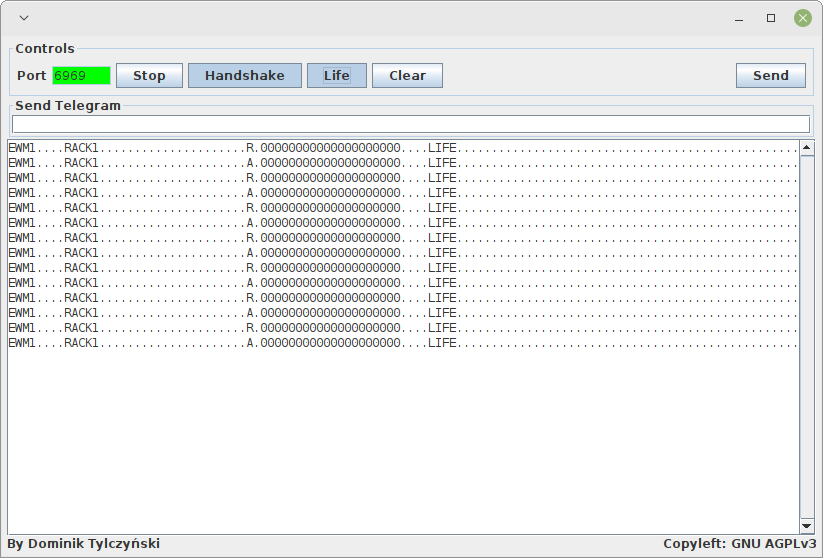 Controls
Port 6969 Stop Handshake Life Clear Send
Send Telegram
EWM1....RACK1.....................R.00000000000000000000....LIFE.................................................
EWM1....RACK1.....................A.00000000000000000000....LIFE.................................................
EWM1....RACK1.....................R.00000000000000000000....LIFE.................................................
EWM1....RACK1.....................A.00000000000000000000....LIFE.................................................
EWM1....RACK1.....................R.00000000000000000000....LIFE.................................................
EWM1....RACK1.....................A.00000000000000000000....LIFE.................................................
EWM1....RACK1.....................R.00000000000000000000....LIFE.................................................
EWM1....RACK1.....................A.00000000000000000000....LIFE.................................................
EWM1....RACK1.....................R.00000000000000000000....LIFE.................................................
EWM1....RACK1.....................A.00000000000000000000....LIFE.................................................
EWM1....RACK1.....................R.00000000000000000000....LIFE.................................................
EWM1....RACK1.....................A.00000000000000000000....LIFE.................................................
EWM1....RACK1.....................R.00000000000000000000....LIFE.................................................
EWM1....RACK1.....................A.00000000000000000000....LIFE.................................................
By Dominik Tylczyński Copyleft: GNU AGPLv3